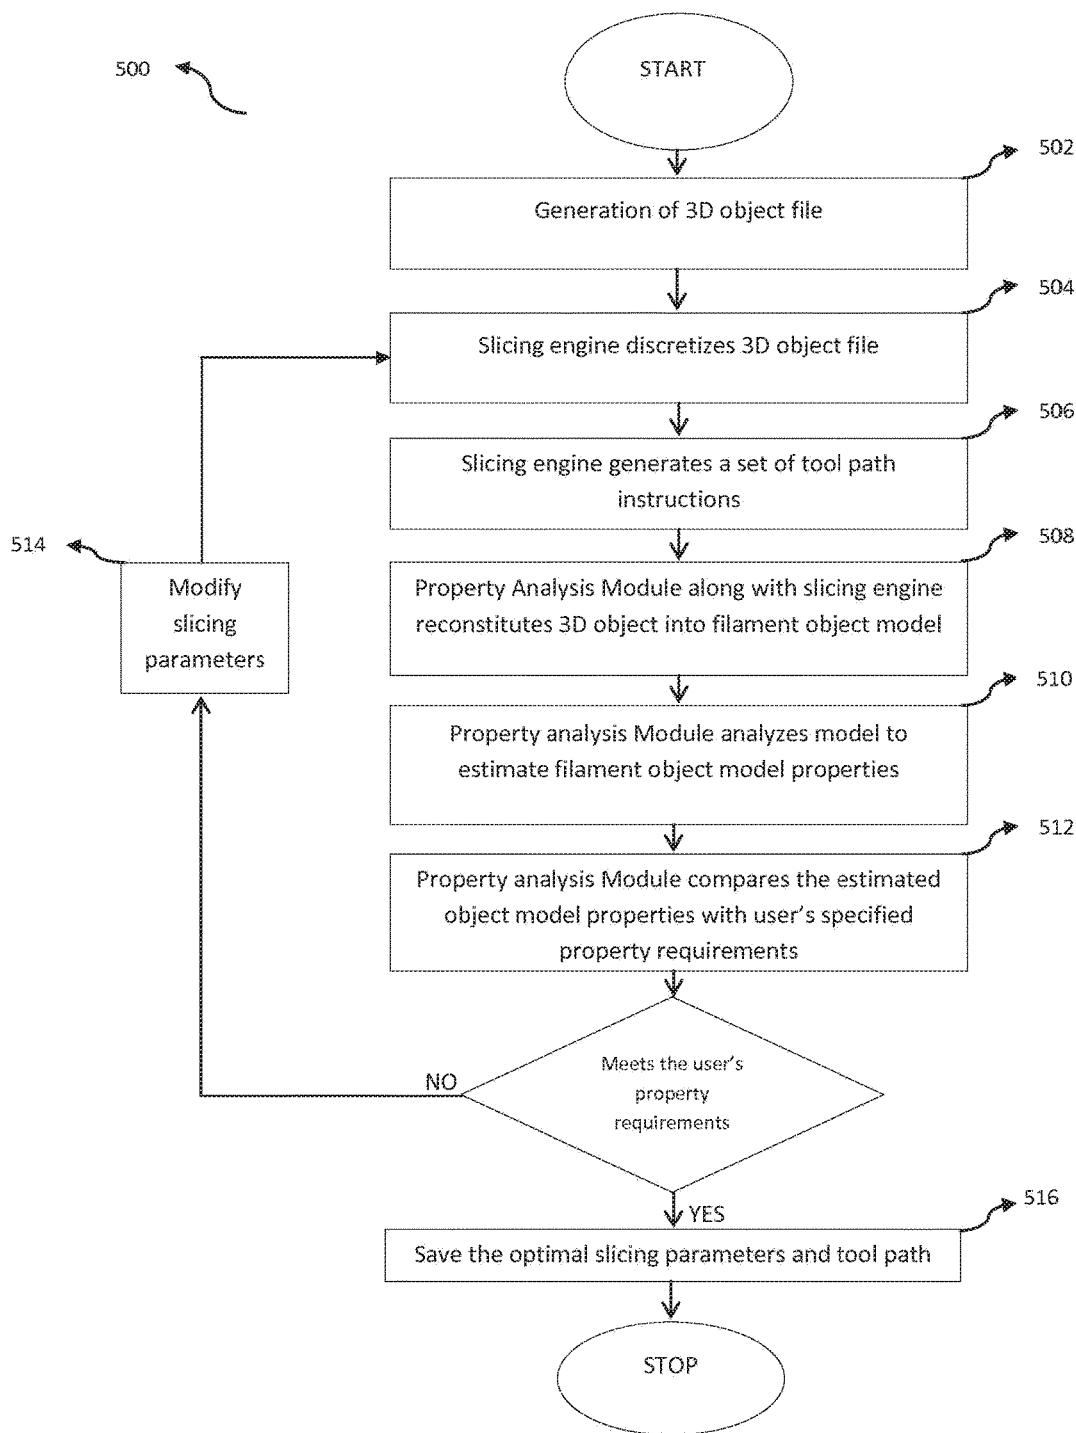 500
START
502
Generation of 3D object file
504
Slicing engine discretizes 3D object file
506
Slicing engine generates a set of tool path
instructions
508
Property Analysis Module along with slicing engine
reconstitutes 3D object into filament object model
514
Modify
slicing
parameters
510
Property analysis Module analyzes model to
estimate filament object model properties
512
Property analysis Module compares the estimated
object model properties with user's specified
property requirements
Meets the user's
property
requirements
NO
YES
516
Save the optimal slicing parameters and tool path
STOP